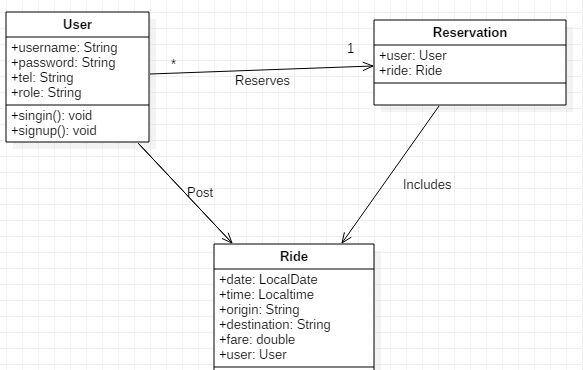 User
+username: String
+password: String
+tel: String
+role: String
+singin(): void
+signup(): void
*
1
Reserves
Reservation
+user: User
+ride: Ride
Post
Includes
Ride
+date: LocalDate
+time: Localtime
+origin: String
+destination: String
+fare: double
+user: User